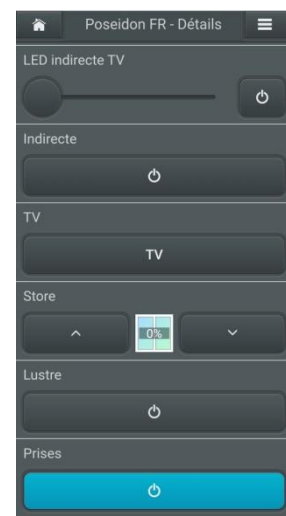 Poseidon FR - Détails
LED indirecte TV
Indirecte
TV
TV
Store
0%
Lustre
Prises